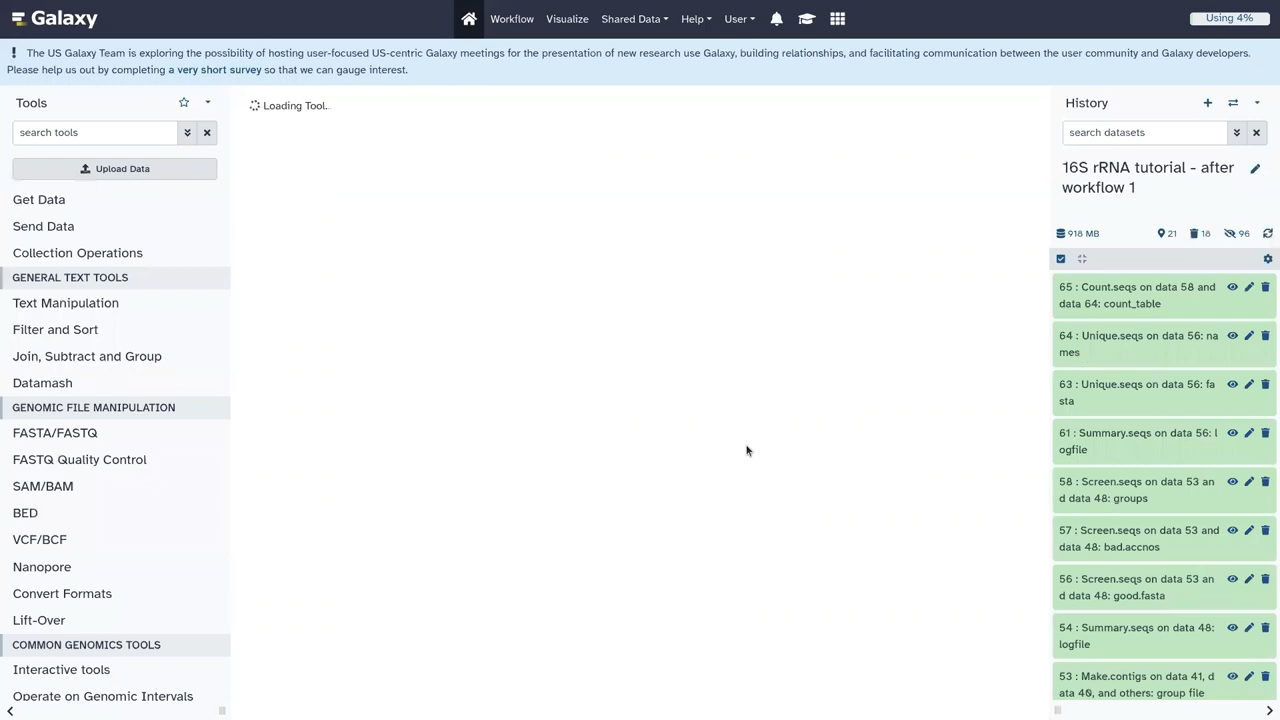 Galaxy
Workflow Visualize Shared Data Help User Using 4%
The US Galaxy Team is exploring the possibility of hosting user-focused US-centric Galaxy meetings for the presentation of new research use Galaxy, building relationships, and facilitating communication between the user community and Galaxy developers.
Please help us out by completing a very short survey so that we can gauge interest.
Tools
search tools
Upload Data
Get Data
Send Data
Collection Operations
GENERAL TEXT TOOLS
Text Manipulation
Filter and Sort
Join, Subtract and Group
Datamash
GENOMIC FILE MANIPULATION
FASTA/FASTQ
FASTQ Quality Control
SAM/BAM
BED
VCF/BCF
Nanopore
Convert Formats
Lift-Over
COMMON GENOMICS TOOLS
Interactive tools
Operate on Genomic Intervals
Loading Tool..
History
search datasets
16S rRNA tutorial - after
workflow 1
918 MB 21 18 96
65 : Count.seqs on data 58 and
data 64: count_table
64 : Unique.seqs on data 56: na
mes
63 : Unique.seqs on data 56: fa
sta
61 : Summary.seqs on data 56: l
ogfile
58 : Screen.seqs on data 53 an
d data 48: groups
57 : Screen.seqs on data 53 and
data 48: bad.accnos
56 : Screen.seqs on data 53 an
d data 48: good.fasta
54 : Summary.seqs on data 48:
logfile
53 : Make.contigs on data 41, d
ata 40, and others: group file